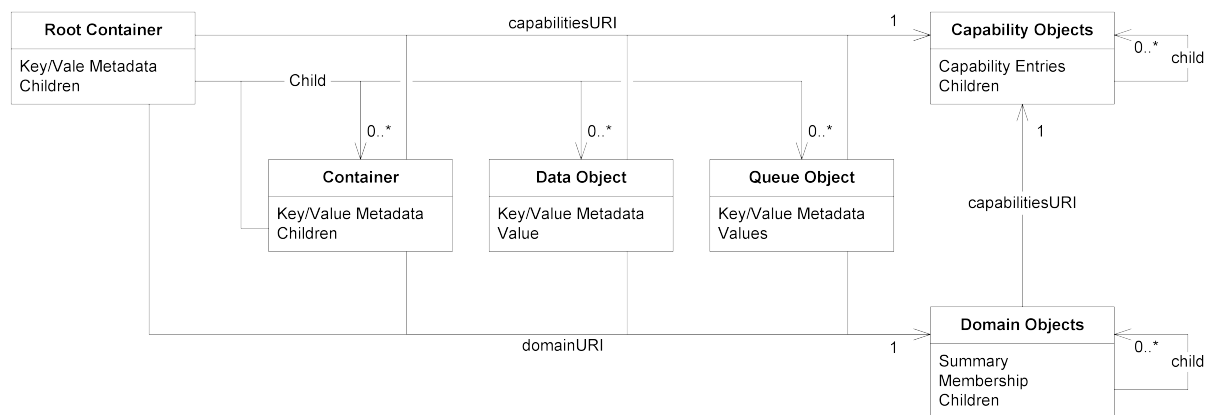 Root Container
Key/Vale Metadata
Children
capabilitiesURI
1
Capability Objects
Capability Entries
Children
0..*
child
Child
0..*
0..*
0..*
Container
Key/Value Metadata
Children
Data Object
Key/Value Metadata
Value
Queue Object
Key/Value Metadata
Values
1
capabilitiesURI
domainURI
1
Domain Objects
Summary
Membership
Children
0..*
child